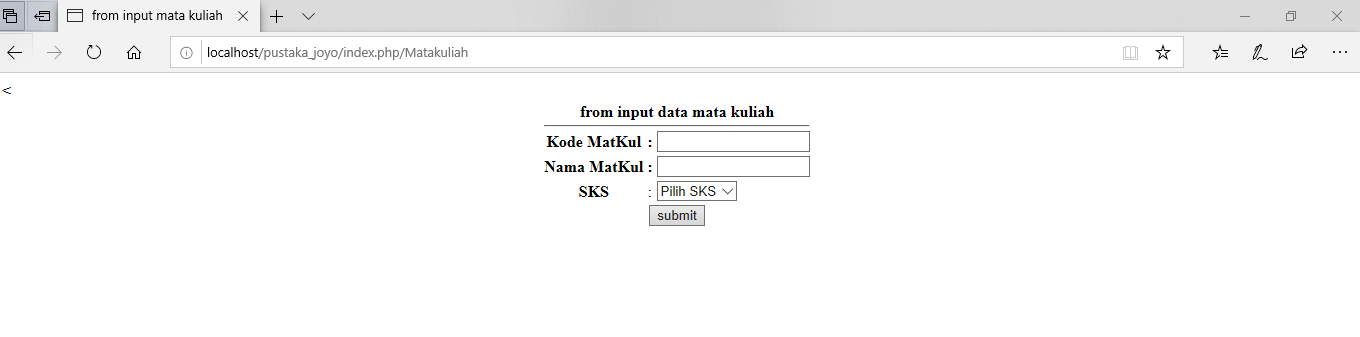 from input mata kuliah
localhost/pustaka_joyo/index.php/Matakuliah
<
from input data mata kuliah
Kode MatKul :
Nama MatKul :
SKS : Pilih SKS
submit